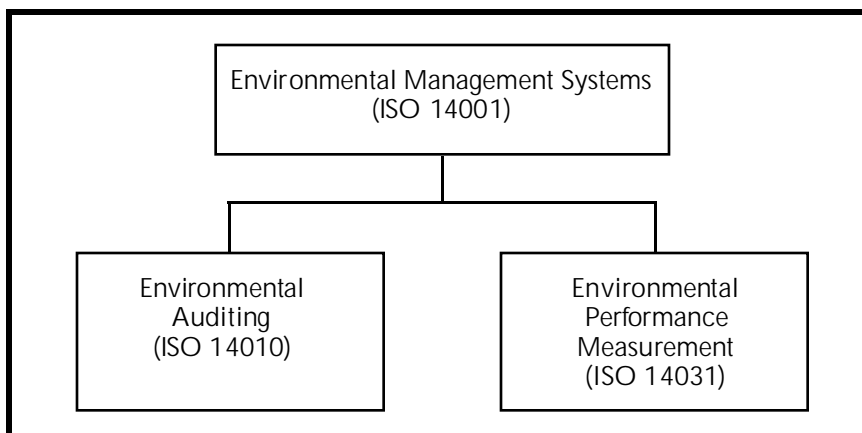 Environmental Management Systems
(ISO 14001)
Environmental
Auditing
(ISO 14010)
Environmental
Performance
Measurement
(ISO 14031)